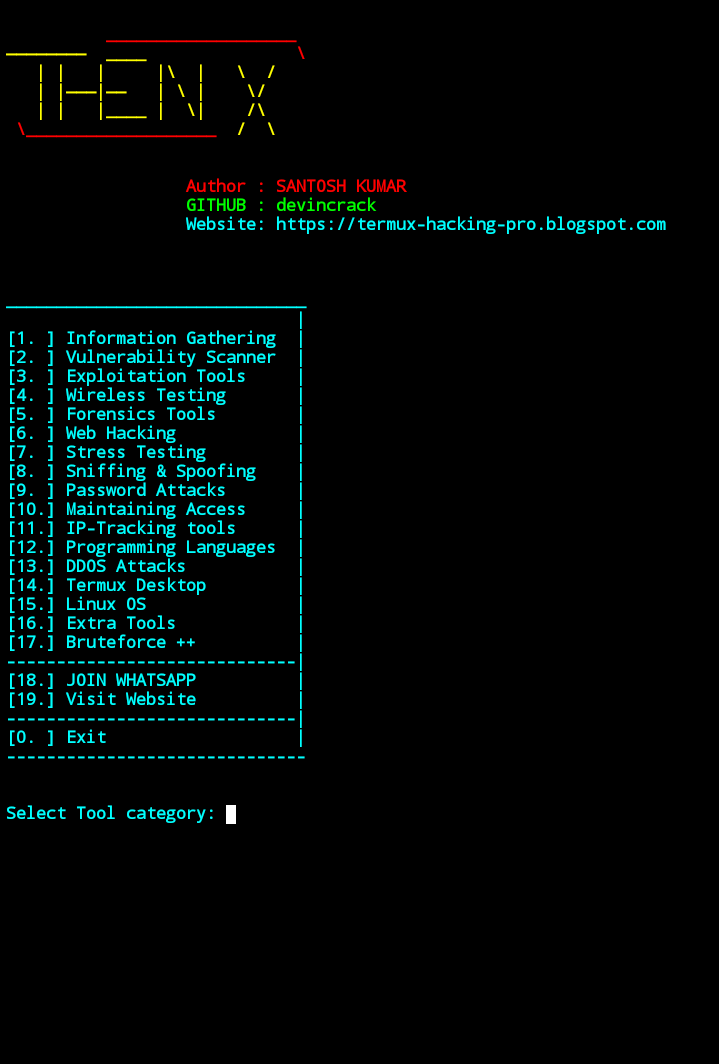 THENX
Author : SANTOSH KUMAR
GITHUB : devincrack
Website: https://termux-hacking-pro.blogspot.com
[1. ] Information Gathering |
[2. ] Vulnerability Scanner |
[3. ] Exploitation Tools |
[4. ] Wireless Testing |
[5. ] Forensics Tools |
[6. ] Web Hacking |
[7. ] Stress Testing |
[8. ] Sniffing & Spoofing |
[9. ] Password Attacks |
[10.] Maintaining Access |
[11.] IP-Tracking tools |
[12.] Programming Languages |
[13.] DDOS Attacks |
[14.] Termux Desktop |
[15.] Linux OS |
[16.] Extra Tools |
[17.] Bruteforce ++ |
-----------------------------|
[18.] JOIN WHATSAPP |
[19.] Visit Website |
-----------------------------|
[0. ] Exit |
------------------------------
Select Tool category: